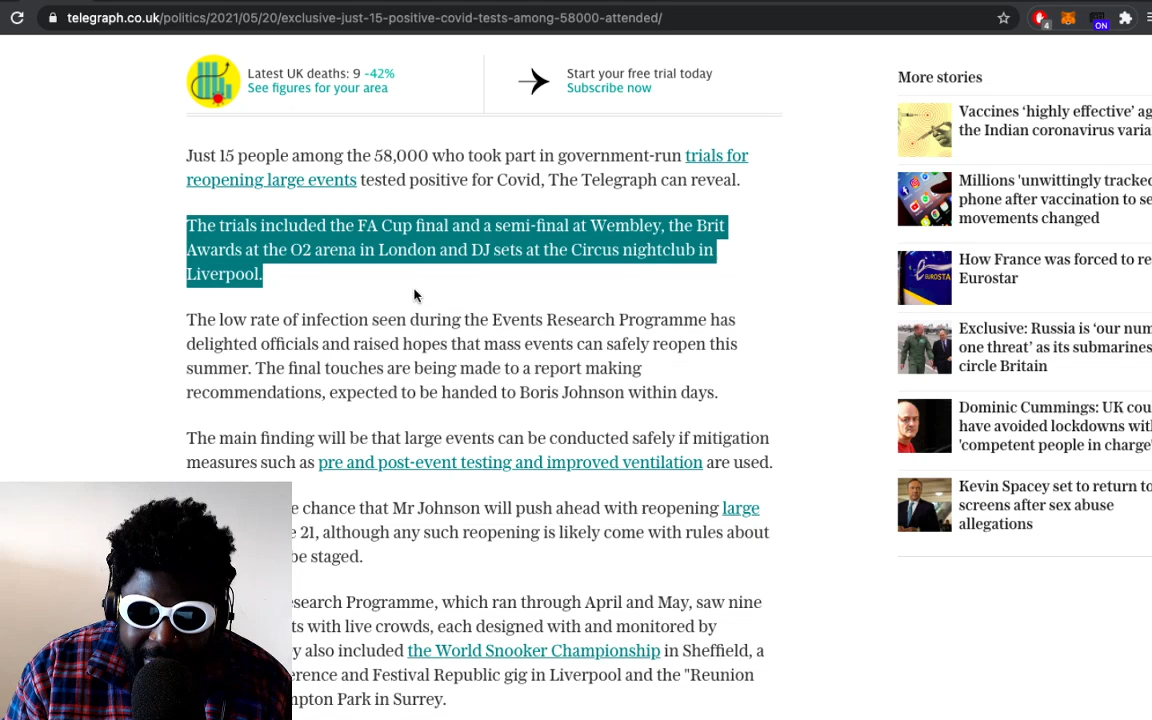 telegraph.co.uk/politics/2021/05/20/exclusive-just-15-positive-covid-tests-among-58000-attended/
4
ON
Latest UK deaths: 9 -42%
See figures for your area
Start your free trial today
Subscribe now
Just 15 people among the 58,000 who took part in government-run trials for
reopening large events tested positive for Covid, The Telegraph can reveal.
The trials included the FA Cup final and a semi-final at Wembley, the Brit
Awards at the O2 arena in London and DJ sets at the Circus nightclub in
Liverpool.
The low rate of infection seen during the Events Research Programme has
delighted officials and raised hopes that mass events can safely reopen this
summer. The final touches are being made to a report making
recommendations, expected to be handed to Boris Johnson within days.
The main finding will be that large events can be conducted safely if mitigation
measures such as pre and post-event testing and improved ventilation are used.
e chance that Mr Johnson will push ahead with reopening large
e 21, although any such reopening is likely come with rules about
be staged.
esearch Programme, which ran through April and May, saw nine
ts with live crowds, each designed with and monitored by
y also included the World Snooker Championship in Sheffield, a
erence and Festival Republic gig in Liverpool and the "Reunion
mpton Park in Surrey.
More stories
Vaccines ‘highly effective’ ag
the Indian coronavirus varia
Millions 'unwittingly tracked
phone after vaccination to se
movements changed
How France was forced to re
Eurostar
EUROSTA
Exclusive: Russia is ‘our num
one threat’ as its submarines
circle Britain
Dominic Cummings: UK cou
have avoided lockdowns with
'competent people in charge'
Kevin Spacey set to return to
screens after sex abuse
allegations